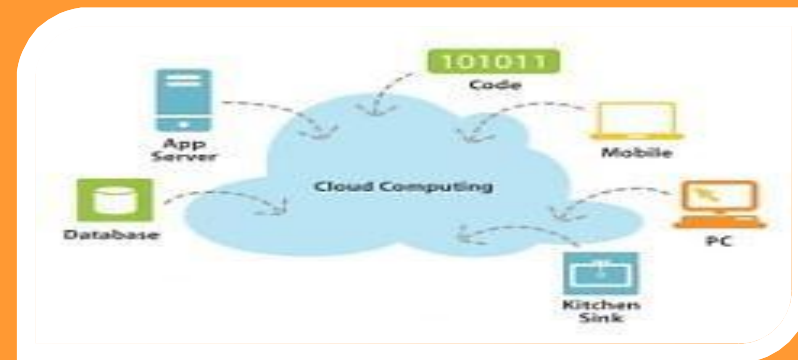 101011
Code
App
Server
Mobile
Cloud Computing
Database
PC
Kitchen
Sink